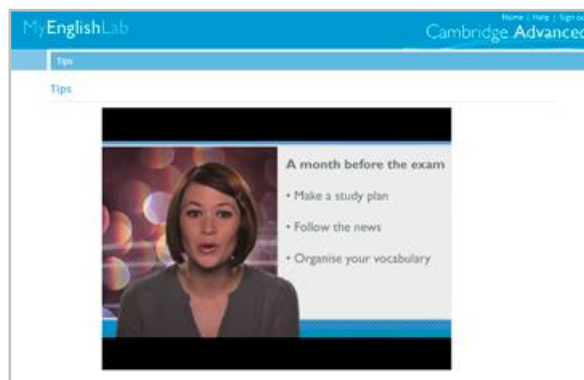 Home | Help | Sign out
MyEnglishLab
Cambridge Advanced
Tips
Tips
A month before the exam
• Make a study plan
• Follow the news
• Organise your vocabulary